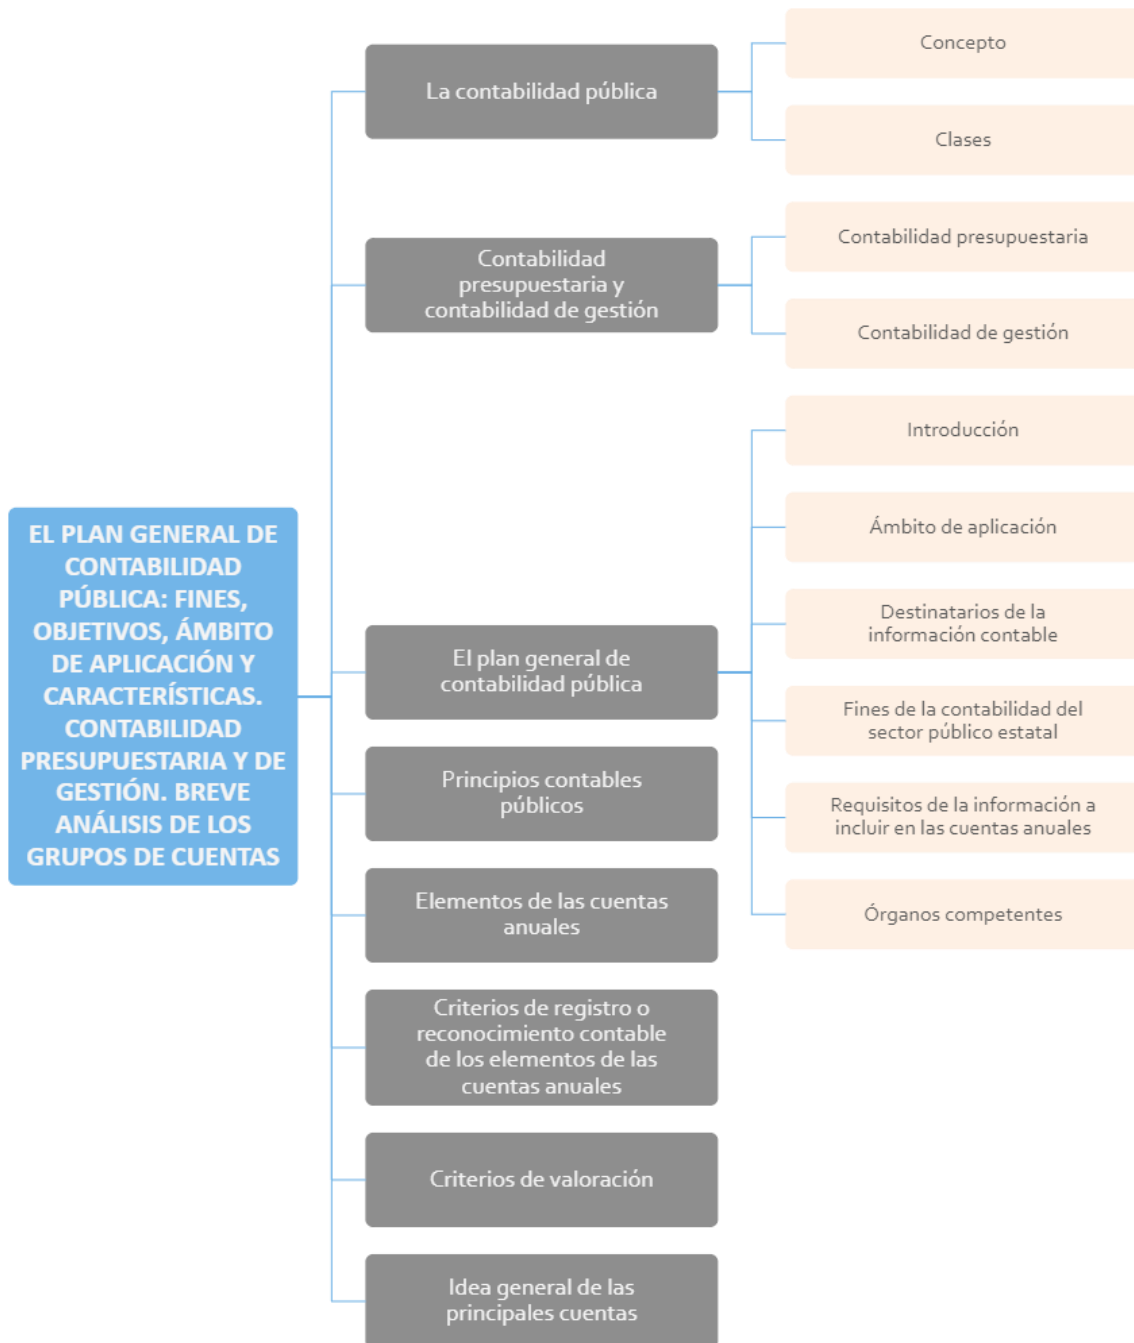 EL PLAN GENERAL DE
CONTABILIDAD
PÚBLICA: FINES,
OBJETIVOS, ÁMBITO
DE APLICACIÓN Y
CARACTERÍSTICAS.
CONTABILIDAD
PRESUPUESTARIA Y DE
GESTIÓN. BREVE
ANÁLISIS DE LOS
GRUPOS DE CUENTAS
La contabilidad pública
Concepto
Clases
Contabilidad
presupuestaria y
contabilidad de gestión
Contabilidad presupuestaria
Contabilidad de gestión
El plan general de
contabilidad pública
Introducción
Ámbito de aplicación
Destinatarios de la
información contable
Fines de la contabilidad del
sector público estatal
Requisitos de la información a
incluir en las cuentas anuales
Órganos competentes
Principios contables
públicos
Elementos de las cuentas
anuales
Criterios de registro o
reconocimiento contable
de los elementos de las
cuentas anuales
Criterios de valoración
Idea general de las
principales cuentas